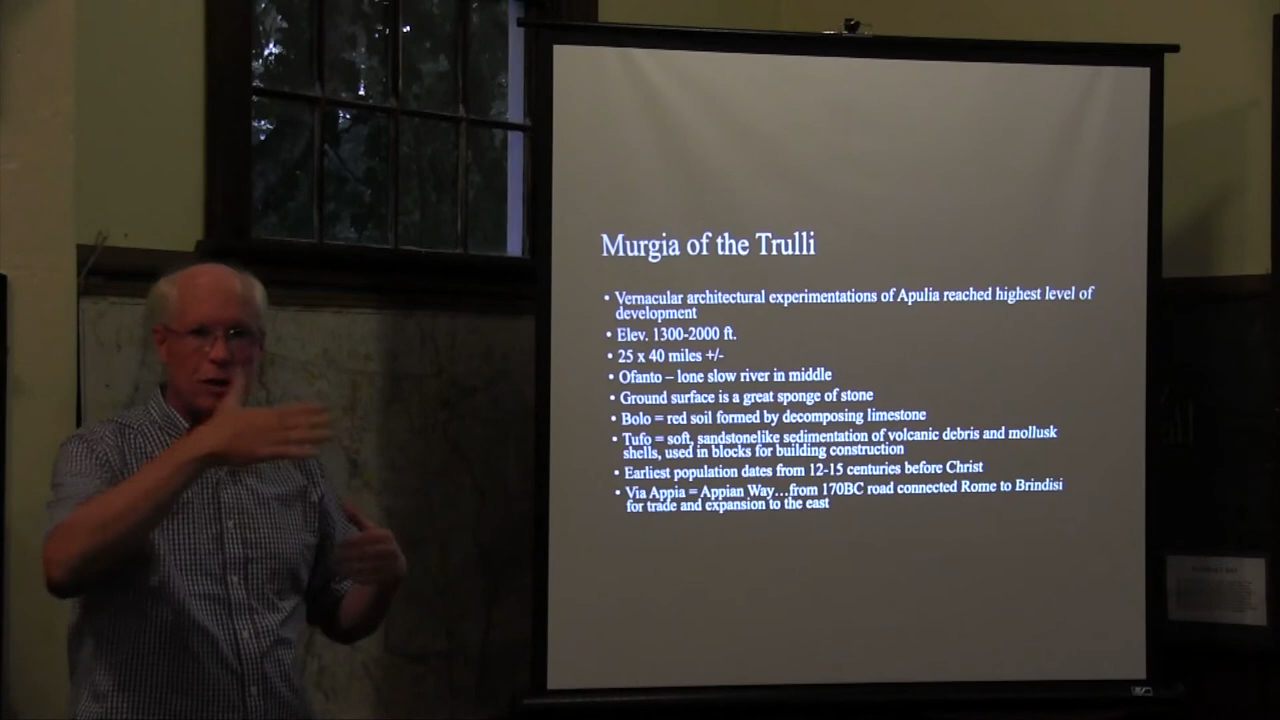 Murgia of the Trulli
• Vernacular architectural experimentations of Apulia reached highest level of
development
• Elev. 1300-2000 ft.
• 25 x 40 miles +/-
• Ofanto – lone slow river in middle
• Ground surface is a great sponge of stone
• Bolo = red soil formed by decomposing limestone
• Tufo = soft, sandstonelike sedimentation of volcanic debris and mollusk
shells, used in blocks for building construction
• Earliest population dates from 12-15 centuries before Christ
• Via Appia = Appian Way…from 170BC road connected Rome to Brindisi
for trade and expansion to the east